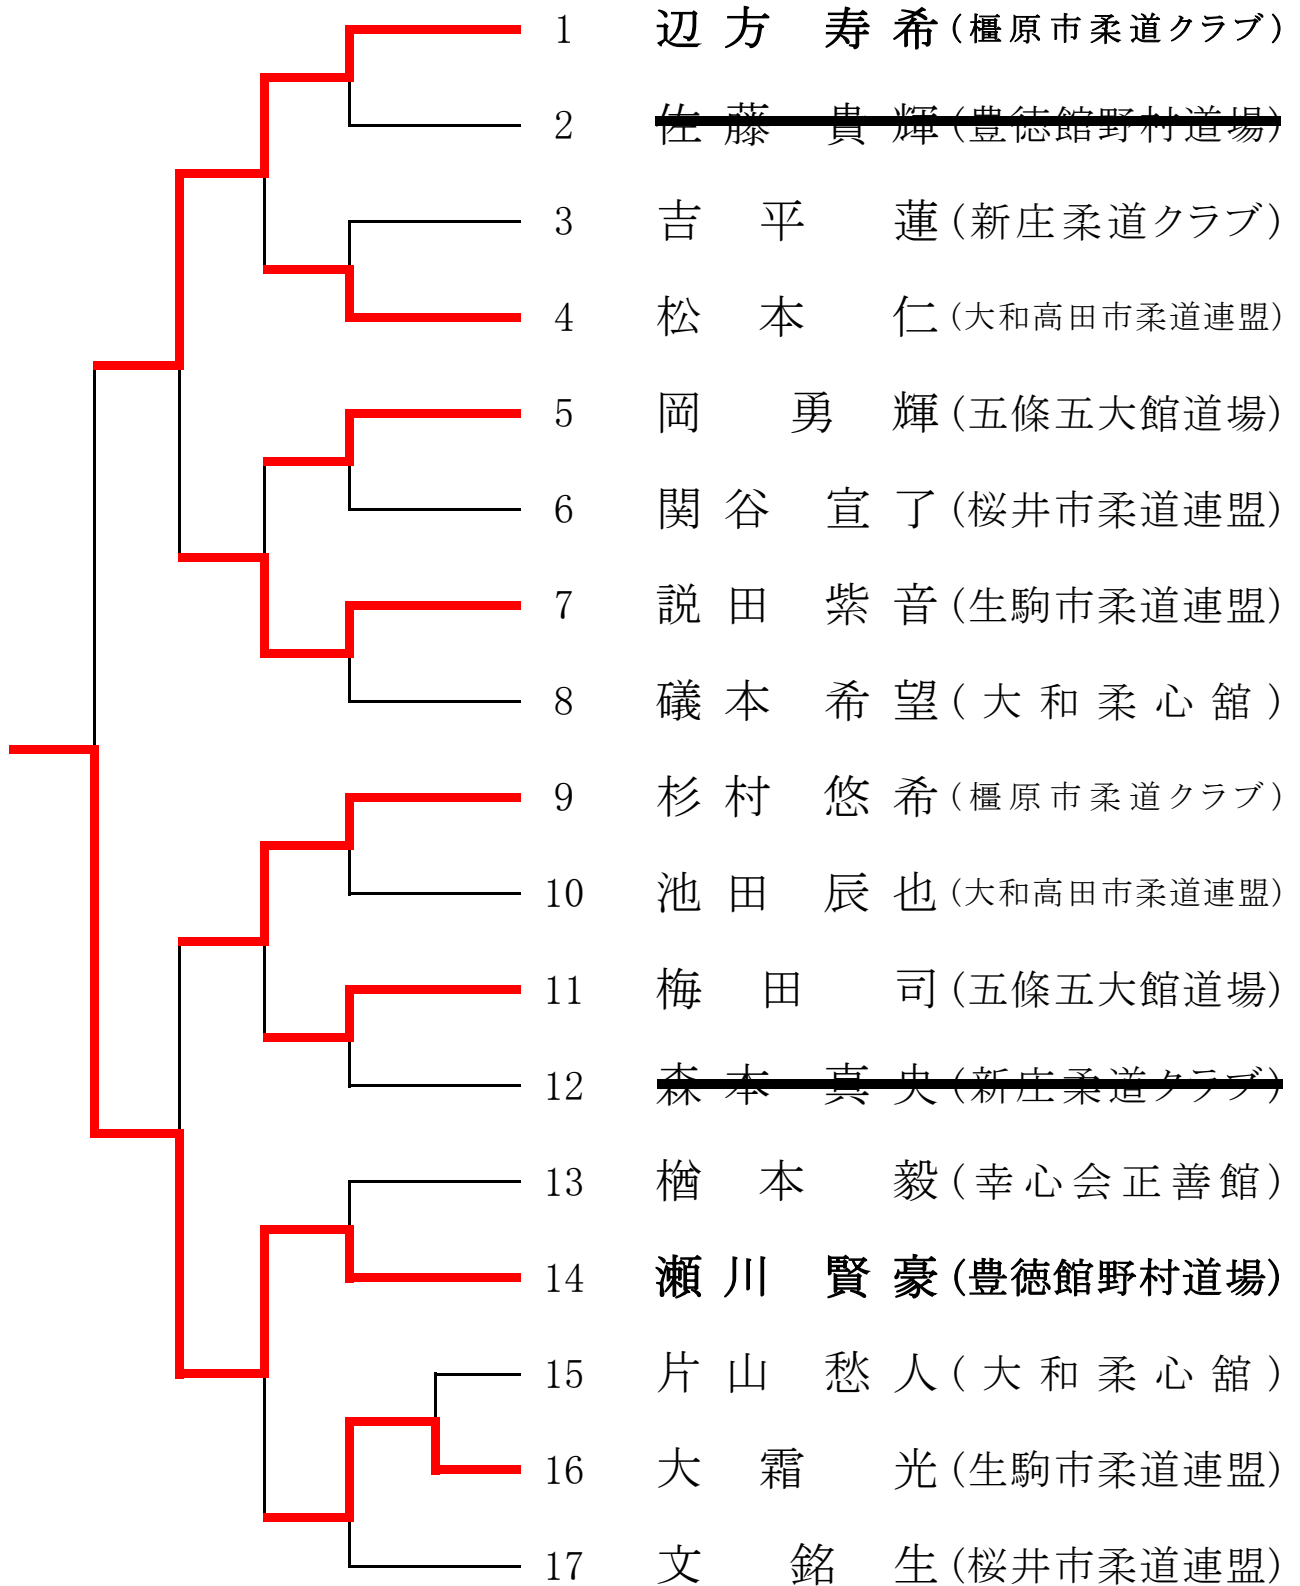 1 辺方 寿希(橿原市柔道クラブ)
2 佐藤 貴輝(豊徳館野村道場)
3 吉平 蓮(新庄柔道クラブ)
4 松本 仁(大和高田市柔道連盟)
5 岡 勇輝(五條五大館道場)
6 関谷 宣了(桜井市柔道連盟)
7 説田 紫音(生駒市柔道連盟)
8 礒本 希望(大和柔心舘)
9 杉村 悠希(橿原市柔道クラブ)
10 池田 辰也(大和高田市柔道連盟)
11 梅田 司(五條五大館道場)
12 森本 真央(新庄柔道クラブ)
13 楢本 毅(幸心会正善館)
14 瀬川 賢豪(豊徳館野村道場)
15 片山 愁人(大和柔心舘)
16 大霜 光(生駒市柔道連盟)
17 文 銘生(桜井市柔道連盟)